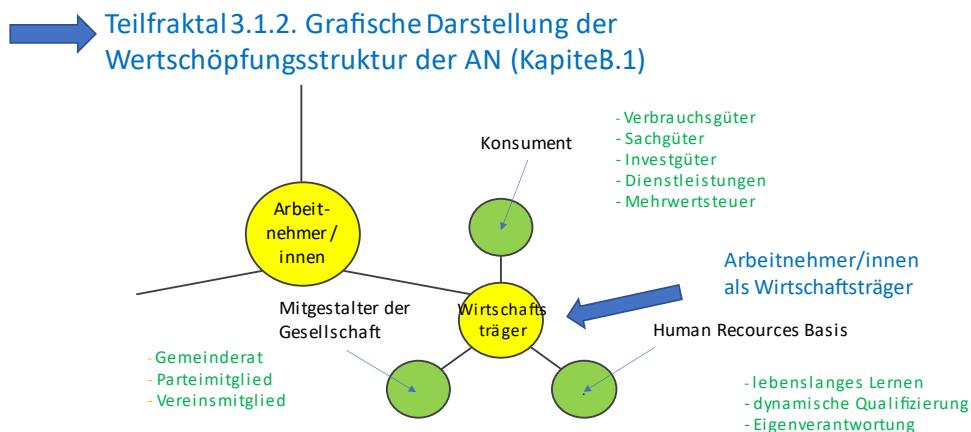 Teilfraktal 3.1.2. Grafische Darstellung der
Wertschöpfungsstruktur der AN (KapiteB.1)
- Verbrauchsgüter
- Sachgüter
- Investgüter
- Dienstleistungen
- Mehrwertsteuer
Konsument
Arbeit-
nehmer/
innen
Arbeitnehmer/innen
als Wirtschaftsträger
Mitgestalter der
Gesellschaft
Wirtschafts
träger
Human Recources Basis
- Gemeinderat
- Parteimitglied
- Vereinsmitglied
- lebenslanges Lernen
- dynamische Qualifizierung
- Eigenverantwortung